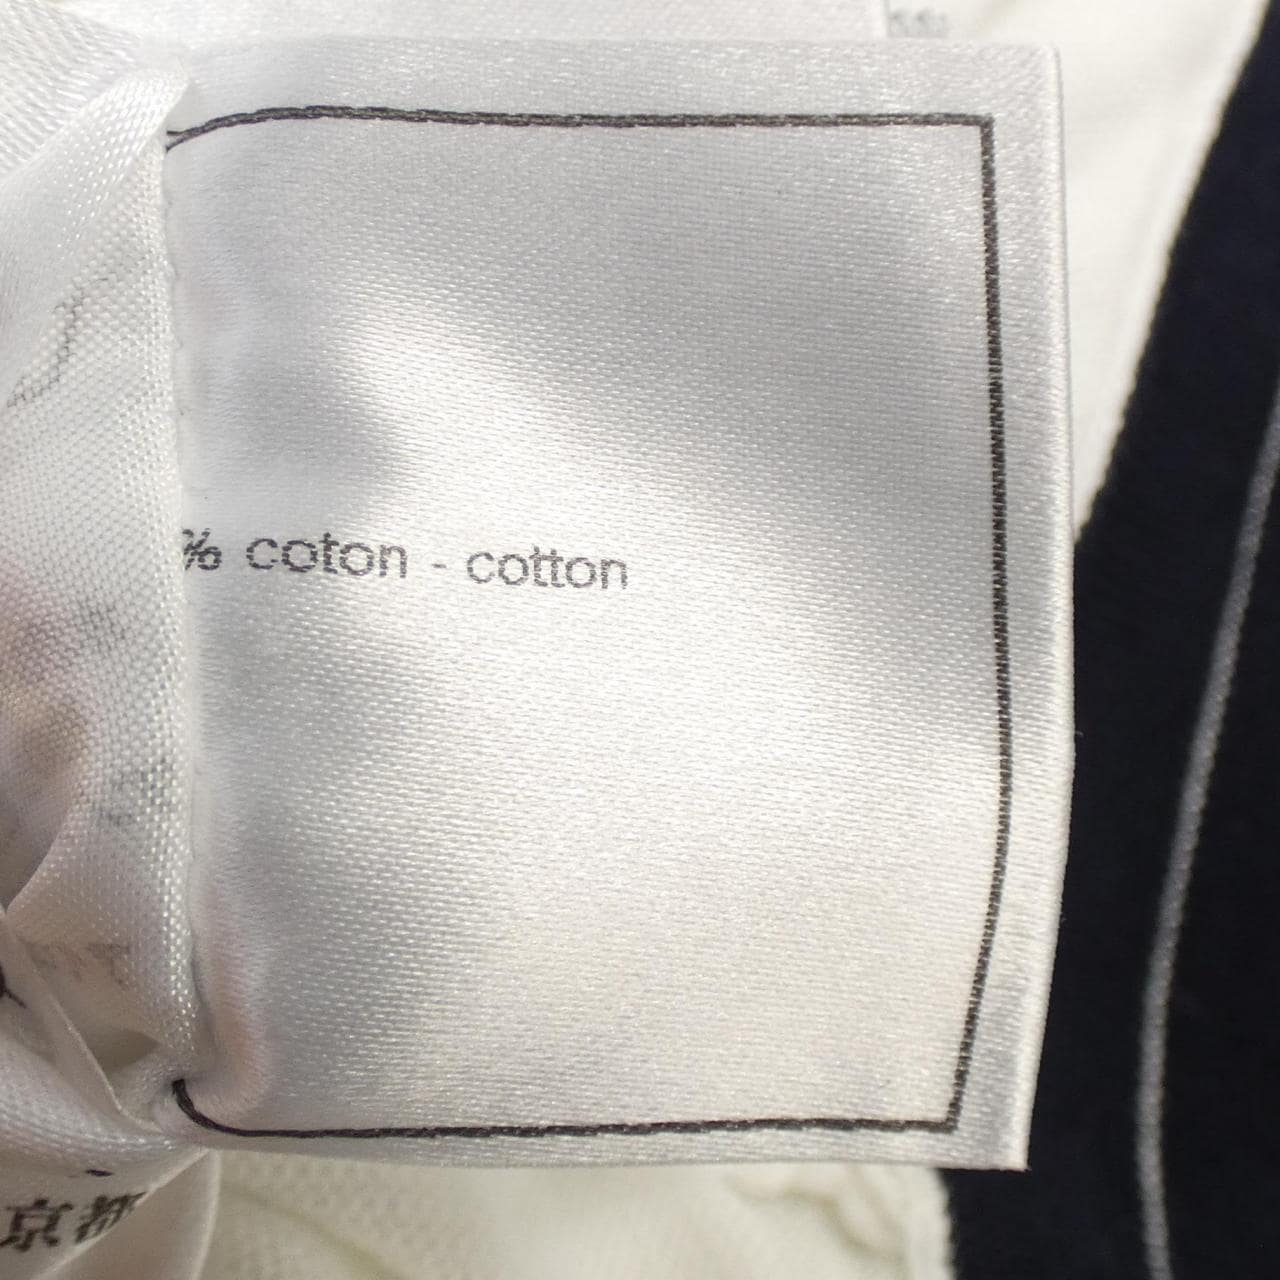 % coton - cotton
京都